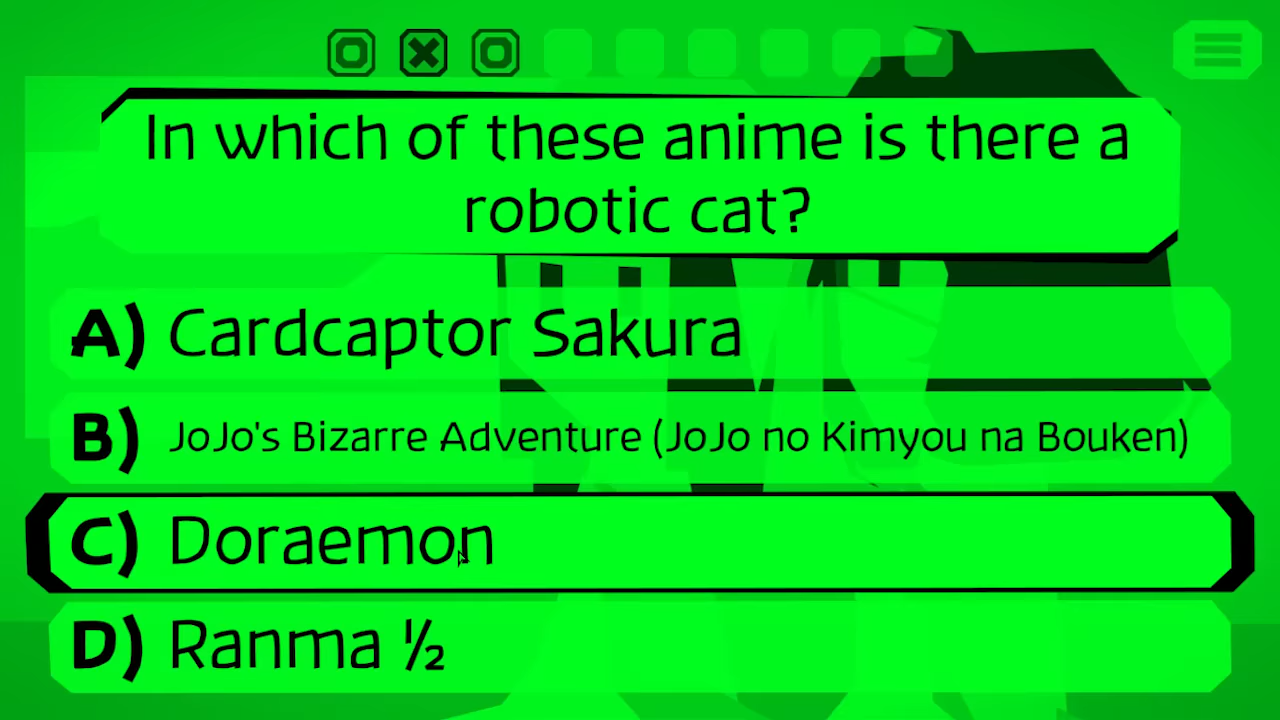 In which of these anime is there a
robotic cat?
A) Cardcaptor Sakura
B) JoJo's Bizarre Adventure (JoJo no Kimyou na Bouken)
C) Doraemon
D) Ranma ½